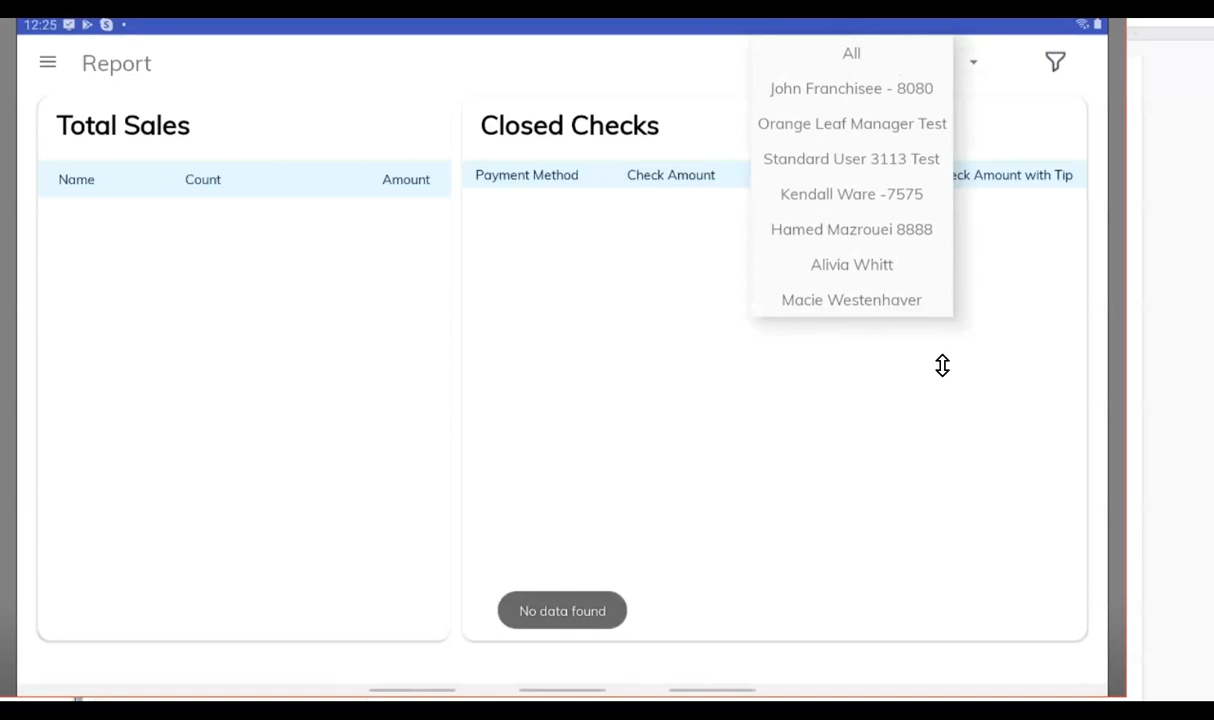 12:25
Report
All
John Franchisee - 8080
Orange Leaf Manager Test
Standard User 3113 Test
Kendall Ware -7575
Hamed Mazrouei 8888
Alivia Whitt
Macie Westenhaver
Total Sales
Name Count Amount
Closed Checks
Payment Method Check Amount Amount with Tip
No data found